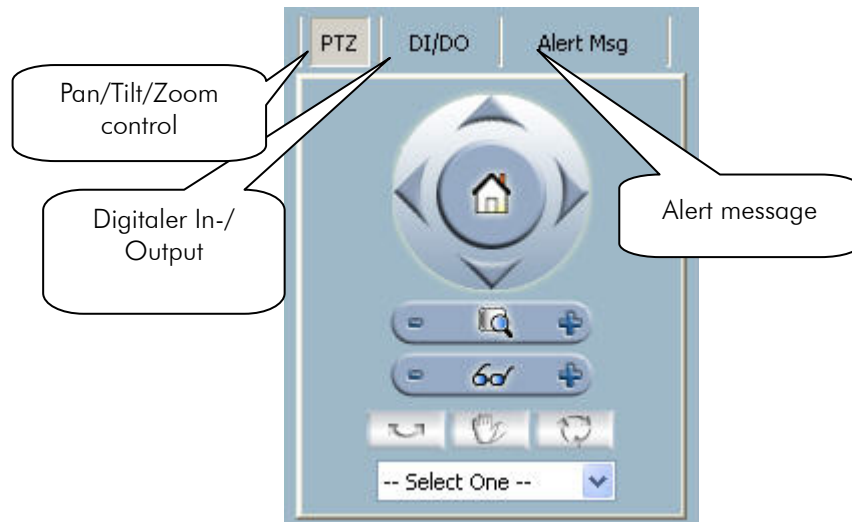 PTZ
DI/DO
Alert Msg
Pan/Tilt/Zoom
control
Digitaler In-/
Output
Alert message
-- Select One --